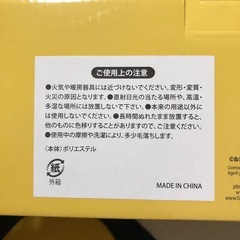 ご使用上の注意
●火気や暖房器具には近づけないでください。変形・変質・
火災の原因となります。●直射日光の当たる場所や、高温・
多湿な場所には放置しないで下さい。●本来の用途以外に
は使用しないでください。●長時間ぬれたまま放置すると、
他のものに色移りすることがありますので、ご注意ください。
●使用中の摩擦や洗濯により、多少毛落ちします。
〈本体〉ポリエステル
紙
外箱
MADE IN CHINA